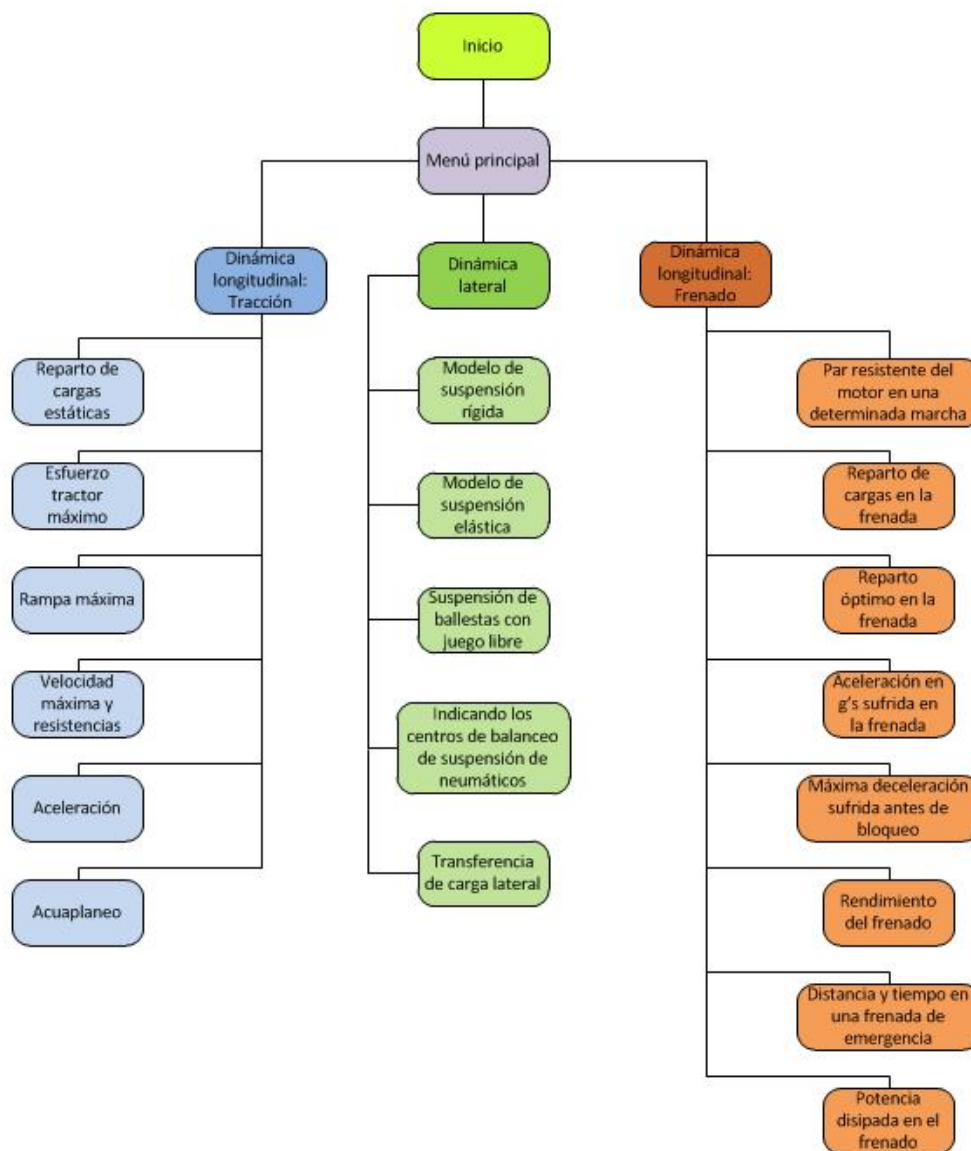 Inicio
Menú principal
Dinámica
longitudinal:
Tracción
Reparto de
cargas
estáticas
Esfuerzo
tractor
máximo
Rampa máxima
Velocidad
máxima y
resistencias
Aceleración
Acuaplaneo
Dinámica
lateral
Modelo de
suspensión
rígida
Modelo de
suspensión
elástica
Suspensión de
ballestas con
juego libre
Indicando los
centros de balanceo
de suspensión de
neumáticos
Transferencia
de carga lateral
Dinámica
longitudinal:
Frenado
Par resistente del
motor en una
determinada marcha
Reparto de
cargas en la
frenada
Reparto
óptimo en la
frenada
Aceleración en
g's sufrida en
la frenada
Máxima deceleración
sufrida antes de
bloqueo
Rendimiento
del frenado
Distancia y tiempo en
una frenada de
emergencia
Potencia
disipada en el
frenado